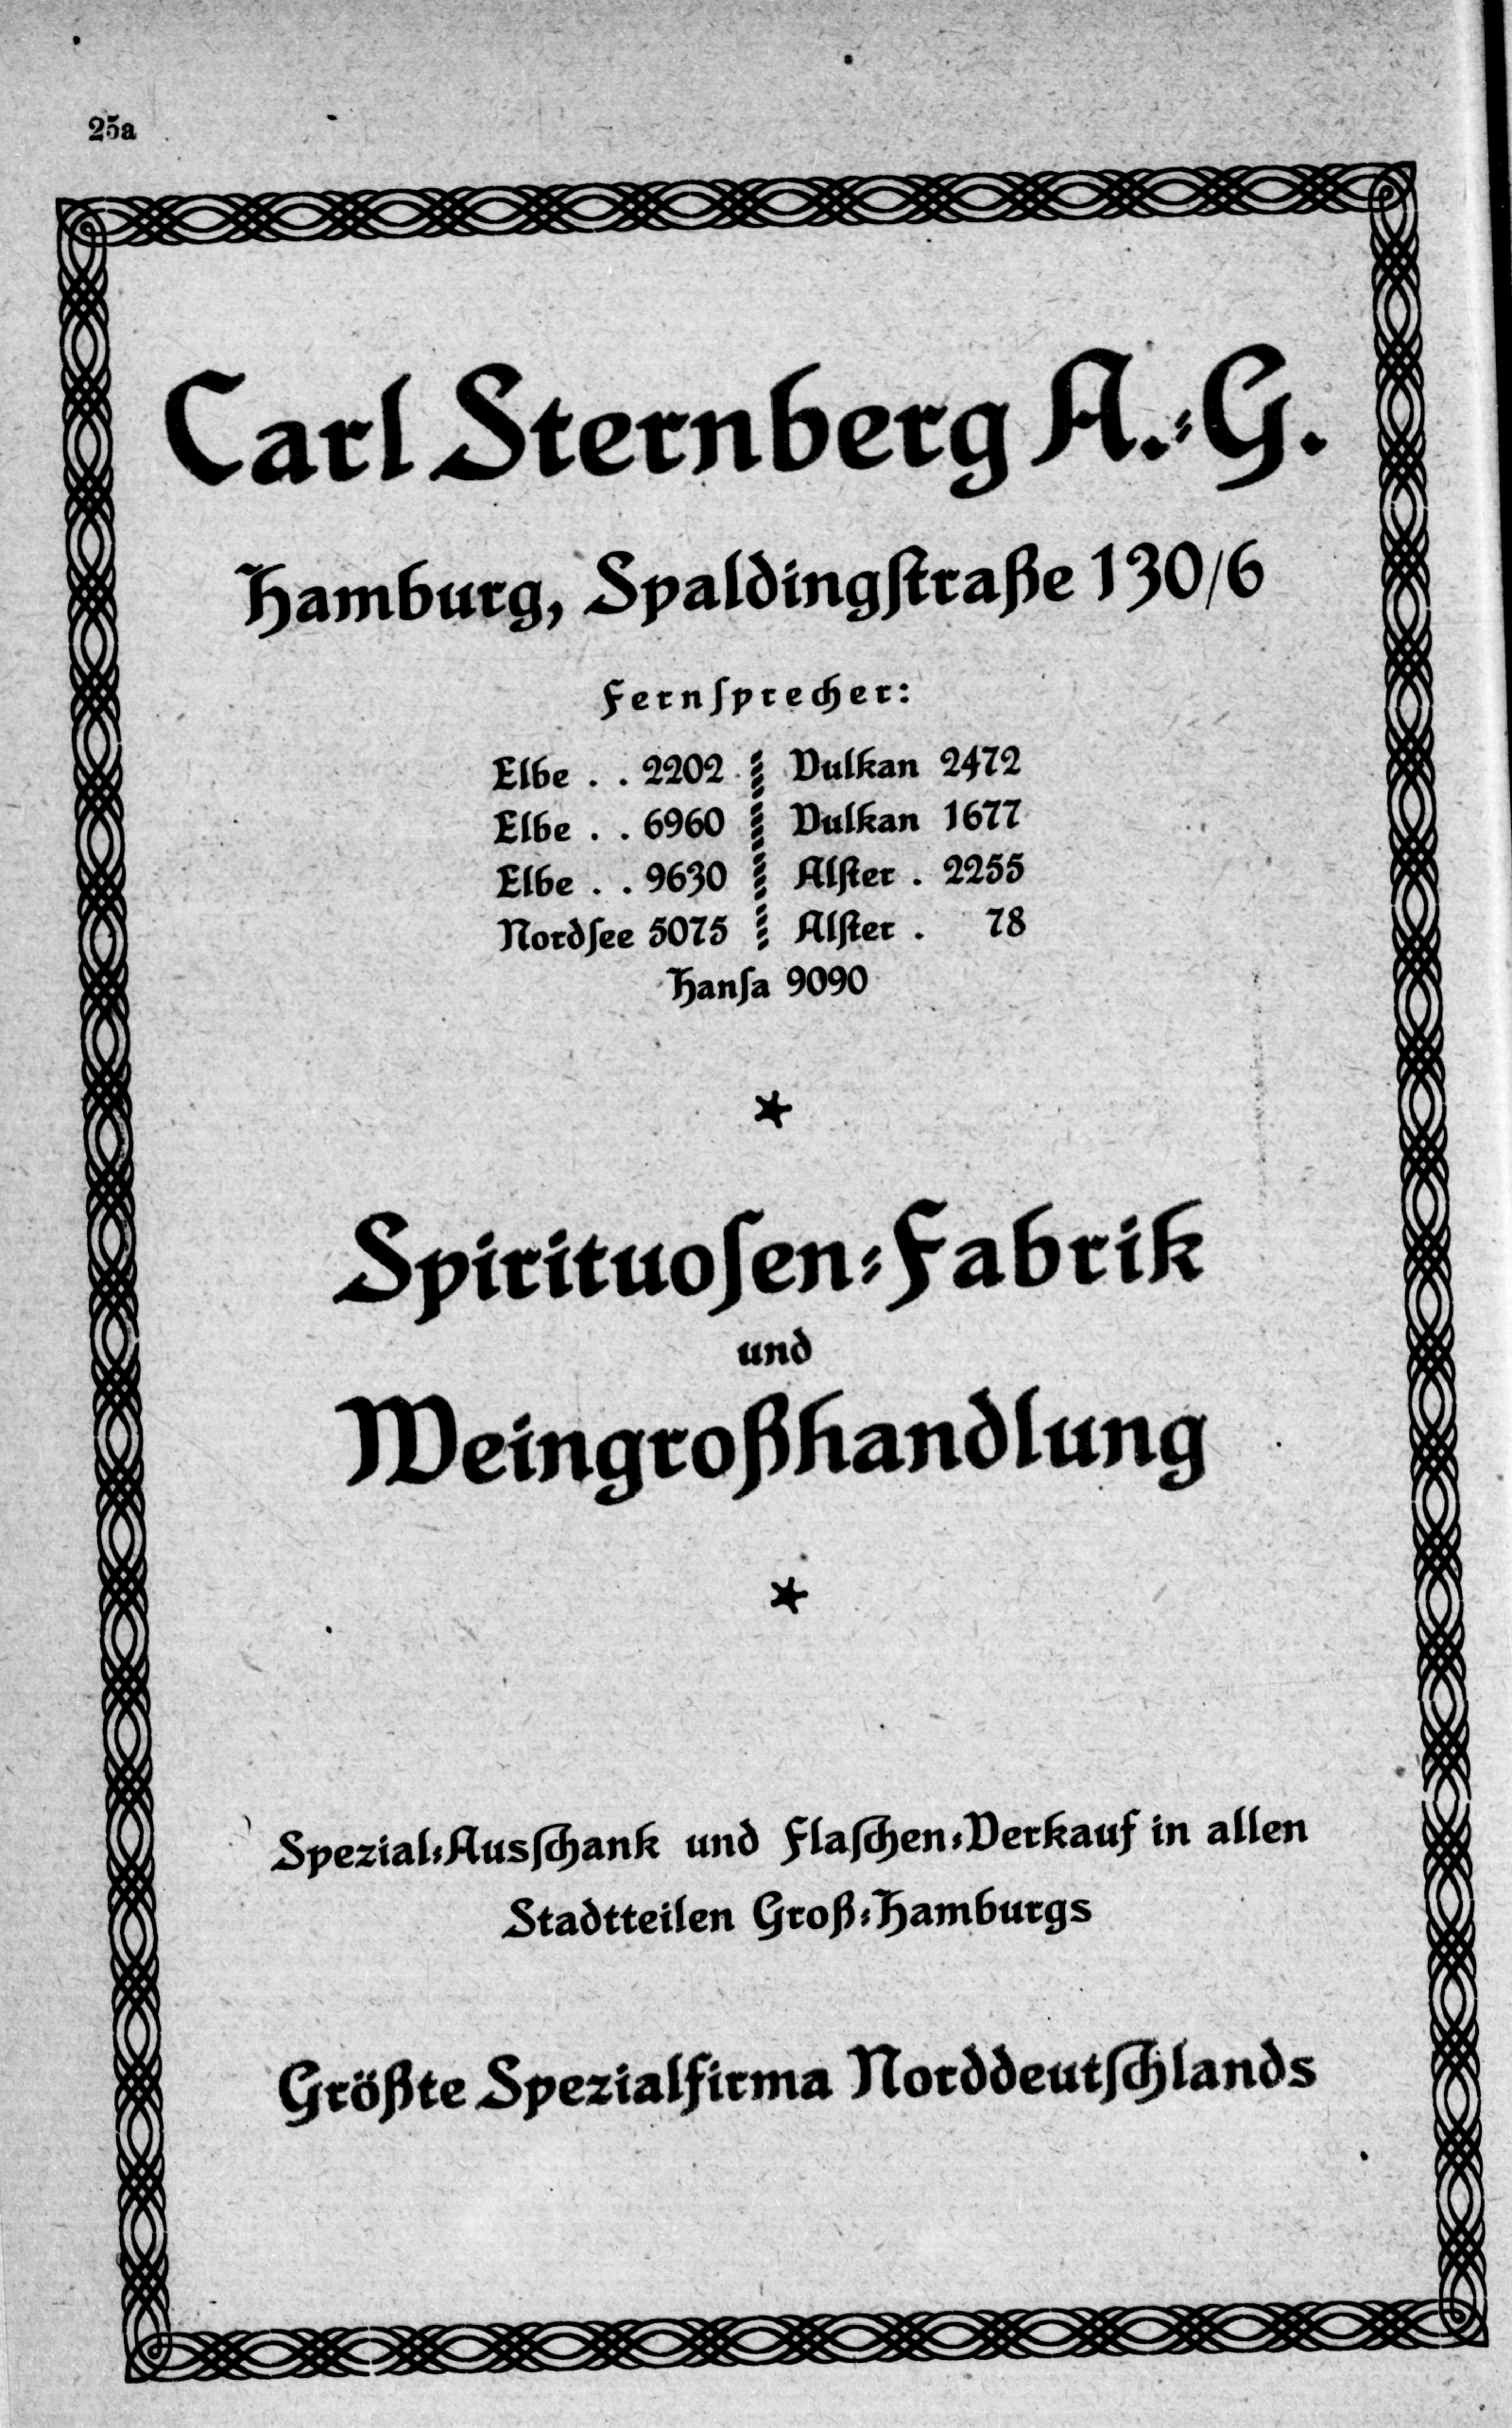 25a
Carl Sternberg A.-G.
Hamburg, Spaldingſtraße 130/6
Fernſprecher:
Elbe . . 2202 Vulkan 2472
Elbe . . 6960 Vulkan 1677
Elbe . . 9630 Alſter . 2255
Nordſee 5075 Alſter . 78
Hanſa 9090
*
Spirituoſen-Fabrik
und
Weingroßhandlung
*
Spezial-Ausſchank und Flaſchen-Verkauf in allen
Stadtteilen Groß-Hamburgs
Größte Spezialfirma Norddeutſchlands